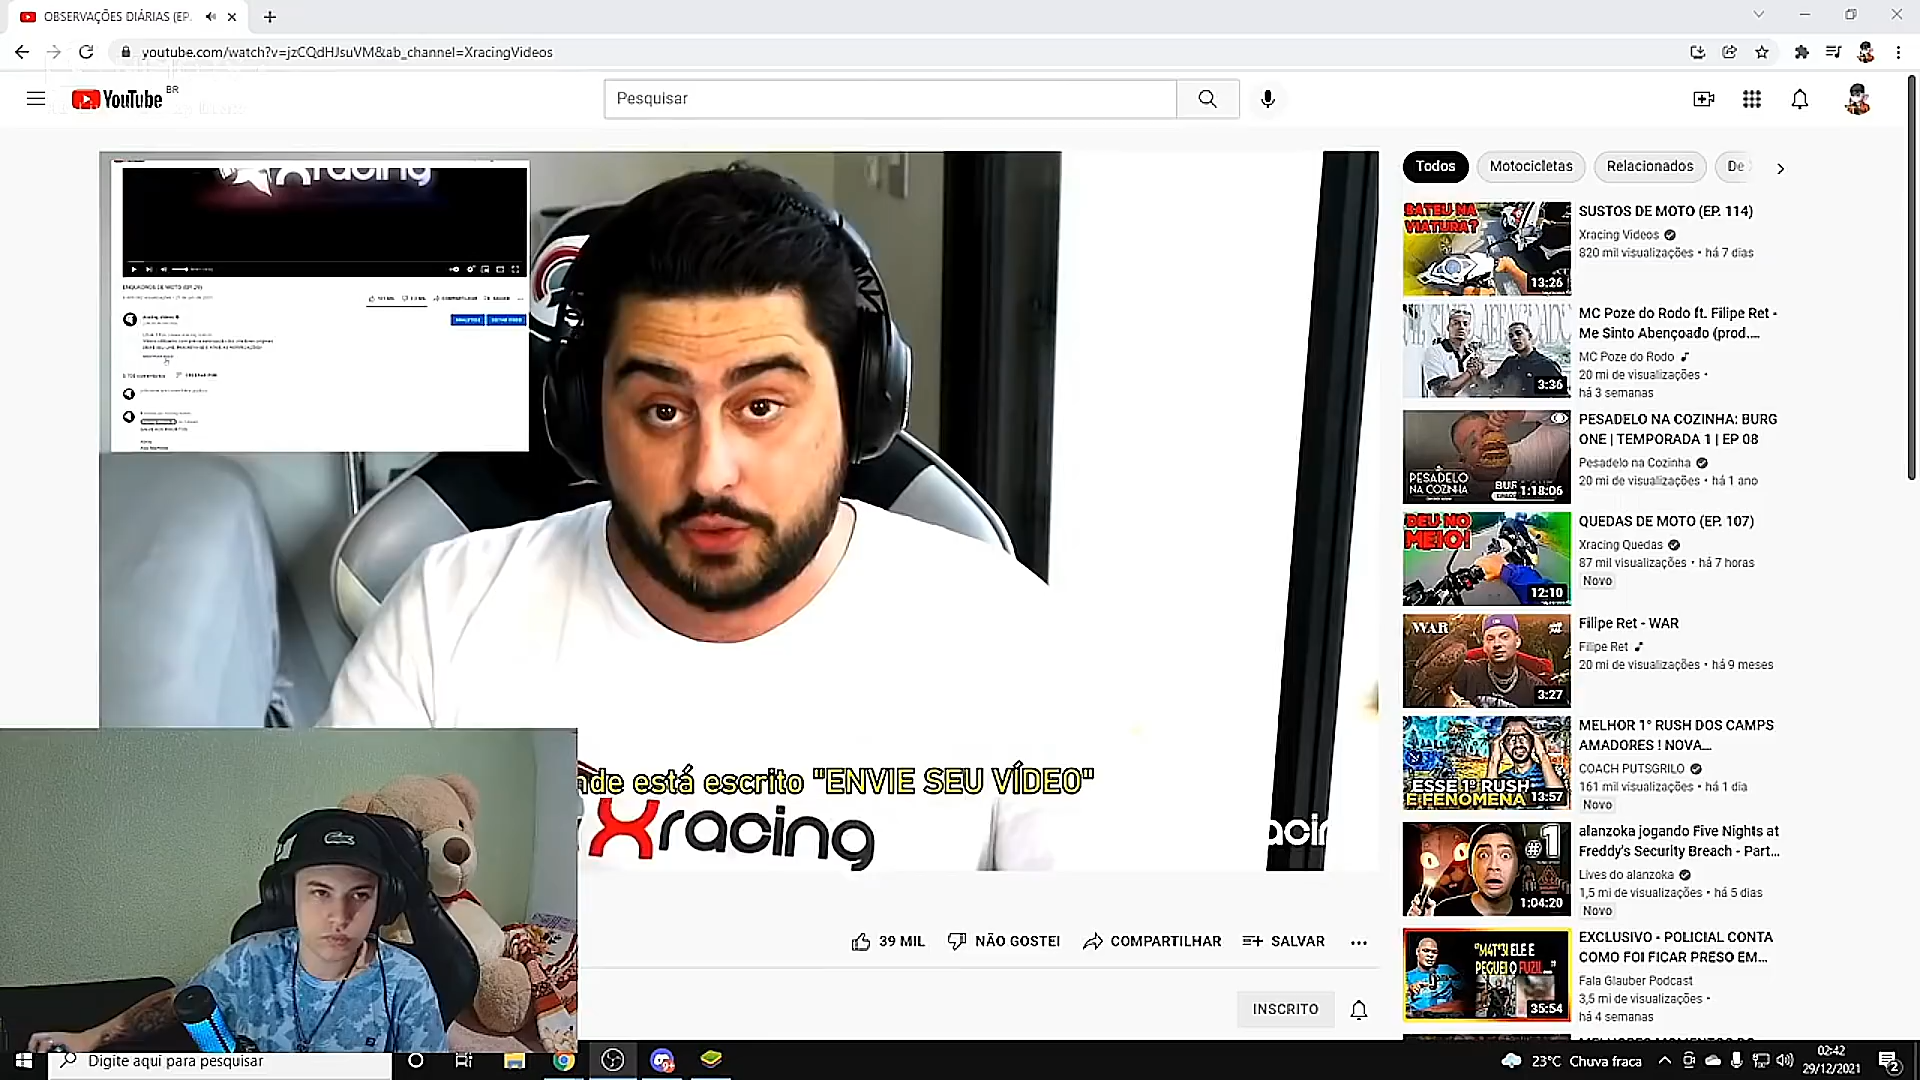 OBSERVAÇÕES DIÁRIAS (EP.
youtube.com/watch?v=jzCQdHJsuVM&ab_channel=XracingVideos
YouTube BR
Pesquisar
Todos
Motocicletas
Relacionados
De
SUSTOS DE MOTO (EP. 114)
Xracing Videos
820 mil visualizações • há 7 dias
BATEU NA
VIATURA?
13:26
MC Poze do Rodo ft. Filipe Ret -
Me Sinto Abençoado (prod....
MC Poze do Rodo
20 mi de visualizações •
há 3 semanas
3:36
PESADELO NA COZINHA: BURG
ONE | TEMPORADA 1 | EP 08
Pesadelo na Cozinha
20 mi de visualizações • há 1 ano
PESADELO
NA COZINHA
1:18:06
QUEDAS DE MOTO (EP. 107)
Xracing Quedas
87 mil visualizações • há 7 horas
Novo
DEU NO
MEIO!
12:10
Filipe Ret - WAR
Filipe Ret
20 mi de visualizações • há 9 meses
WAR
3:27
MELHOR 1° RUSH DOS CAMPS
AMADORES ! NOVA...
COACH PUTSGRILO
161 mil visualizações • há 1 dia
Novo
ESSE 1° RUSH
E FENOMENA
13:57
alanzoka jogando Five Nights at
Freddy's Security Breach - Part...
Lives do alanzoka
1,5 mi de visualizações • há 5 dias
Novo
#1
1:04:20
EXCLUSIVO - POLICIAL CONTA
COMO FOI FICAR PRESO EM...
Fala Glauber Podcast
3,5 mi de visualizações •
há 4 semanas
"M4T*3! ELE E
PEGUEI O FUZIL..."
35:54
nde está escrito "ENVIE SEU VÍDEO"
Xracing
39 MIL
NÃO GOSTEI
COMPARTILHAR
SALVAR
INSCRITO
Digite aqui para pesquisar
23°C Chuva fraca
02:42
29/12/2021
2